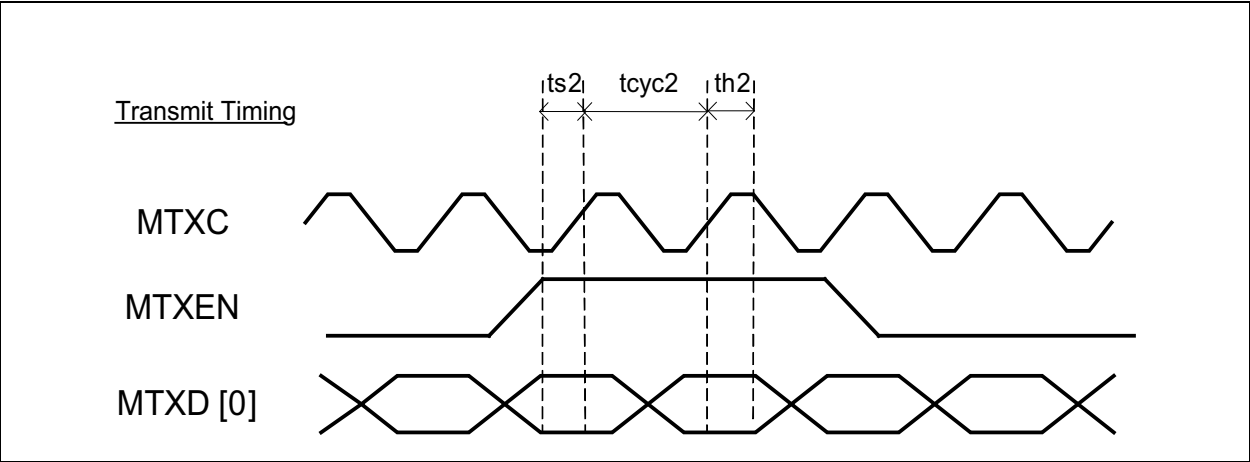 ts2 tcyc2 th2
Transmit Timing
MTXC
MTXEN
MTXD [0]